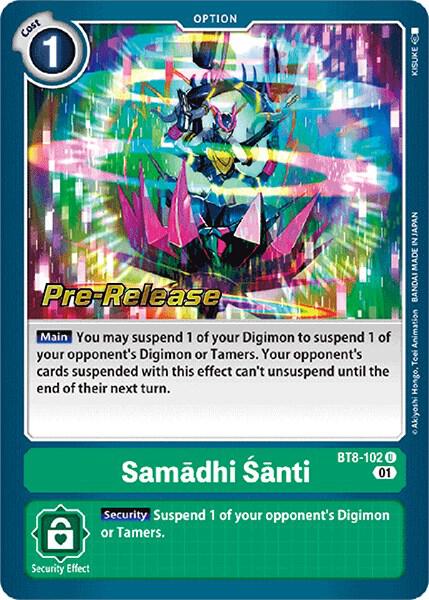 OPTION
Cost
1
KISUKE
Pre-Release
Main You may suspend 1 of your Digimon to suspend 1 of
your opponent's Digimon or Tamers. Your opponent's
cards suspended with this effect can't unsuspend until the
end of their next turn.
©Akiyoshi Hongo, Toei Animation BANDAI MADE IN JAPAN
BT8-102 U
Samādhi Śānti
01
Security Suspend 1 of your opponent's Digimon
or Tamers.
Security Effect